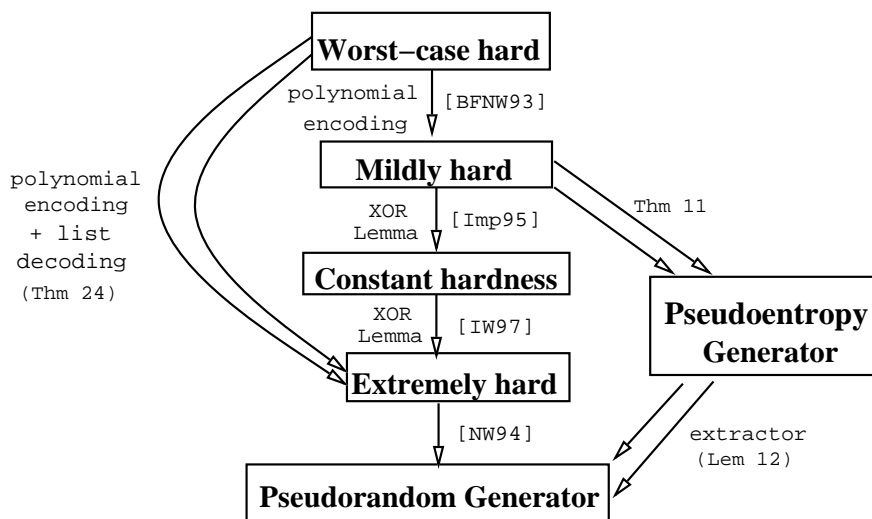 Worst−case hard
polynomial
encoding
[BFNW93]
Mildly hard
polynomial
encoding
+ list
decoding
(Thm 24)
XOR
Lemma
[Imp95]
Thm 11
Constant hardness
XOR
Lemma
[IW97]
Pseudoentropy
Generator
Extremely hard
[NW94]
extractor
(Lem 12)
Pseudorandom Generator